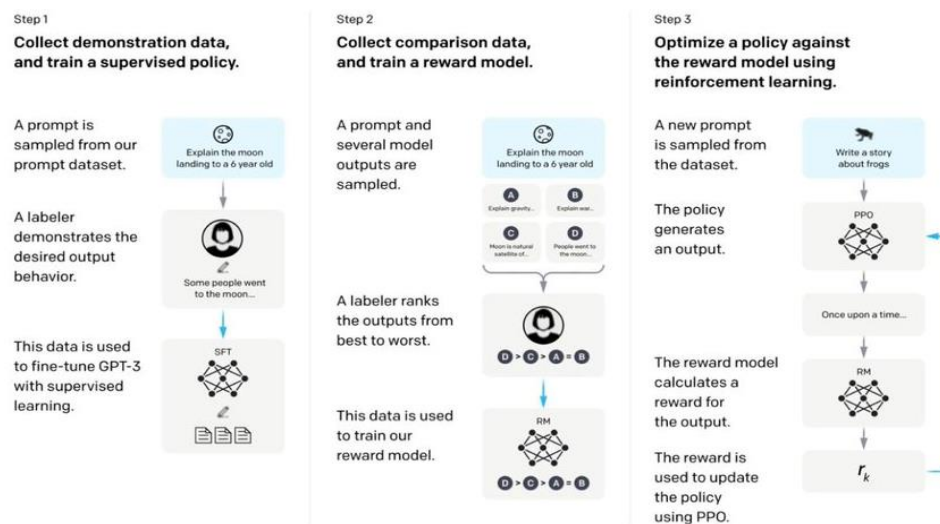 Step 1
Collect demonstration data,
and train a supervised policy.
A prompt is
sampled from our
prompt dataset.
Explain the moon
landing to a 6 year old
A labeler
demonstrates the
desired output
behavior.
Some people went
to the moon...
This data is used
to fine-tune GPT-3
with supervised
learning.
SFT
Step 2
Collect comparison data,
and train a reward model.
A prompt and
several model
outputs are
sampled.
Explain the moon
landing to a 6 year old
A
Explain gravity...
B
Explain war...
C
Moon is natural
satellite of...
D
People went to
the moon...
A labeler ranks
the outputs from
best to worst.
D > C > A = B
This data is used
to train our
reward model.
RM
D > C > A = B
Step 3
Optimize a policy against
the reward model using
reinforcement learning.
A new prompt
is sampled from
the dataset.
Write a story
about frogs
The policy
generates
an output.
PPO
Once upon a time...
The reward model
calculates a
reward for
the output.
RM
The reward is
used to update
the policy
using PPO.
rₖ